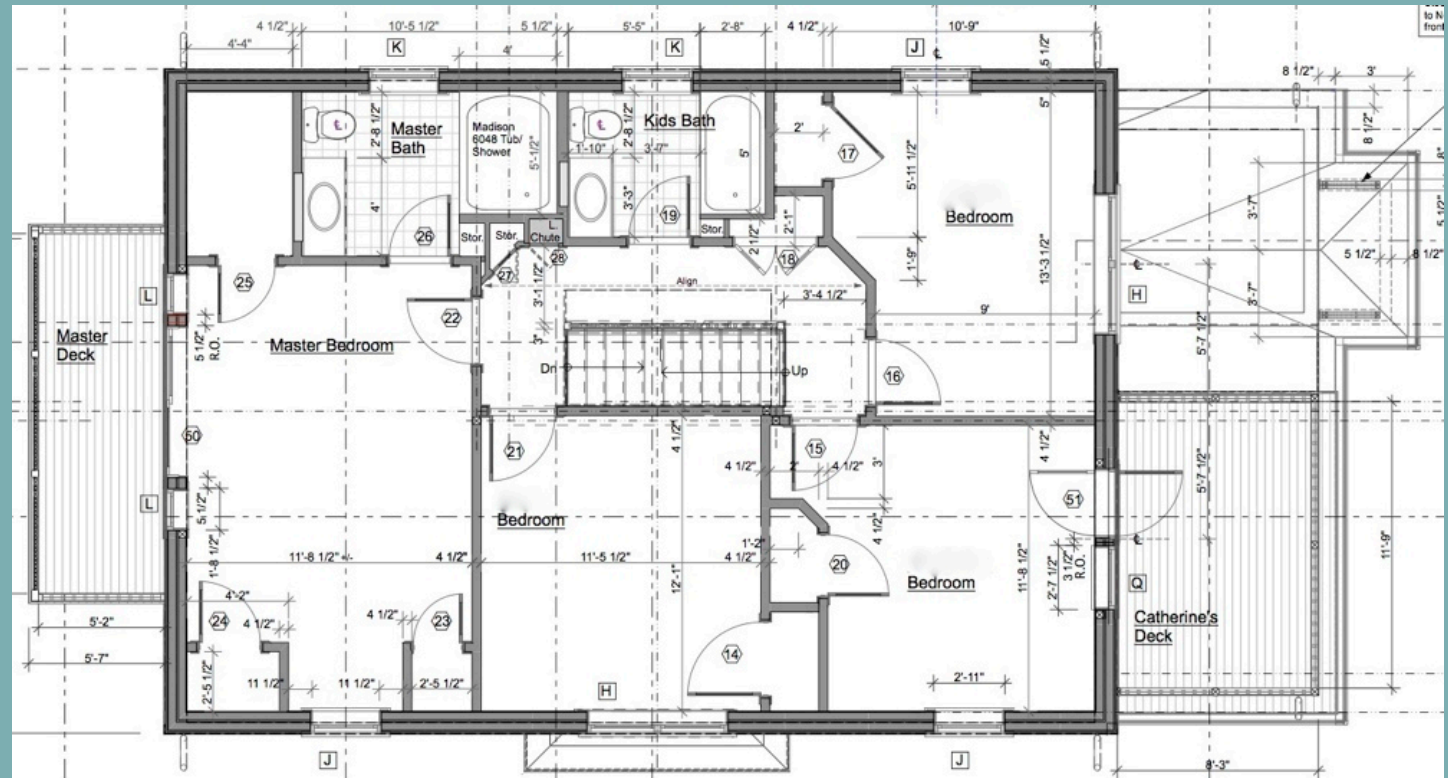 4 1/2"
10'-5 1/2"
5 1/2"
5'-5"
2'-8"
4 1/2"
10'-9"
to N
front
4'-4"
K
4'
K
J
℄
5 1/2"
8 1/2"
3'
2'-8 1/2"
Master
Bath
Madison
6048 Tub/
Shower
5'-1/2"
2'-8 1/2"
Kids Bath
1'-10"
3'-7"
5'
2'
17
5'-11 1/2"
5"
8 1/2"
8"
4'
26
3'-3"
19
2'-1"
Bedroom
3'-7"
5 1/2"
Stor.
Stor.
L.
Chute
Stor.
2 1/2"
18
1'-9"
13'-3 1/2"
5 1/2"
8 1/2"
25
27
28
3'-1 1/2"
Align
3'-4 1/2"
9'
H
3'-7"
L
22
3"
5'-7 1/2"
Master
Deck
5 1/2"
R.O.
Master Bedroom
Dn
Up
16
50
21
4 1/2"
15
4 1/2"
2'
4 1/2"
3'
4 1/2"
5'-7 1/2"
L
5 1/2"
Bedroom
4 1/2"
51
11'-9"
1'-8 1/2"
11'-8 1/2" +/-
4 1/2"
11'-5 1/2"
4 1/2"
1'-2"
20
Bedroom
11'-8 1/2"
2'-7 1/2"
3 1/2"
R.O.
Q
4'-2"
12'-1"
24
4 1/2"
4 1/2"
23
Catherine's
Deck
5'-2"
5'-7"
14
2'-5 1/2"
11 1/2"
11 1/2"
2'-5 1/2"
H
2'-11"
J
J
8'-3"